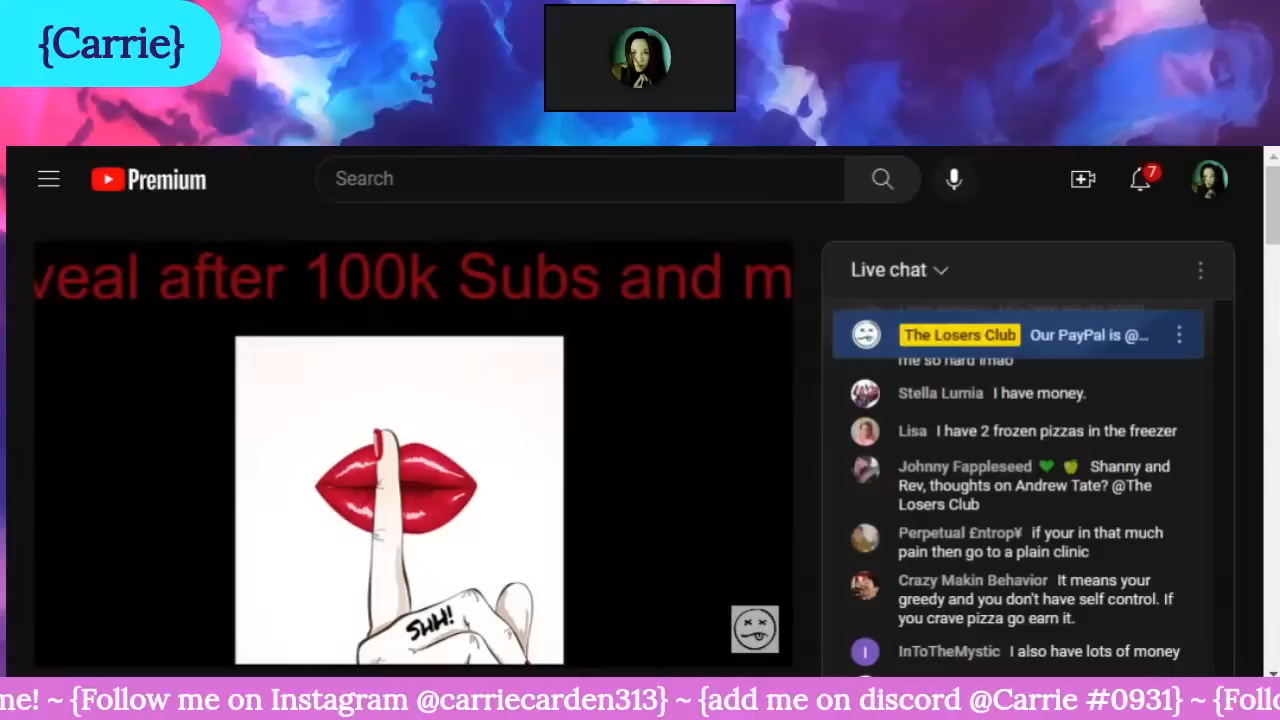 {Carrie}
Premium
Search
7
veal after 100k Subs and m
SHH!
Live chat
The Losers Club Our PayPal is @...
me so hard lmao
Stella Lumia I have money.
Lisa I have 2 frozen pizzas in the freezer
Johnny Fappleseed 💚 🍏 Shanny and
Rev, thoughts on Andrew Tate? @The
Losers Club
Perpetual £ntrop¥ if your in that much
pain then go to a plain clinic
Crazy Makin Behavior It means your
greedy and you don't have self control. If
you crave pizza go earn it.
I
InToTheMystic I also have lots of money
me! ~ {Follow me on Instagram @carriecarden313} ~ {add me on discord @Carrie #0931} ~ {Follo